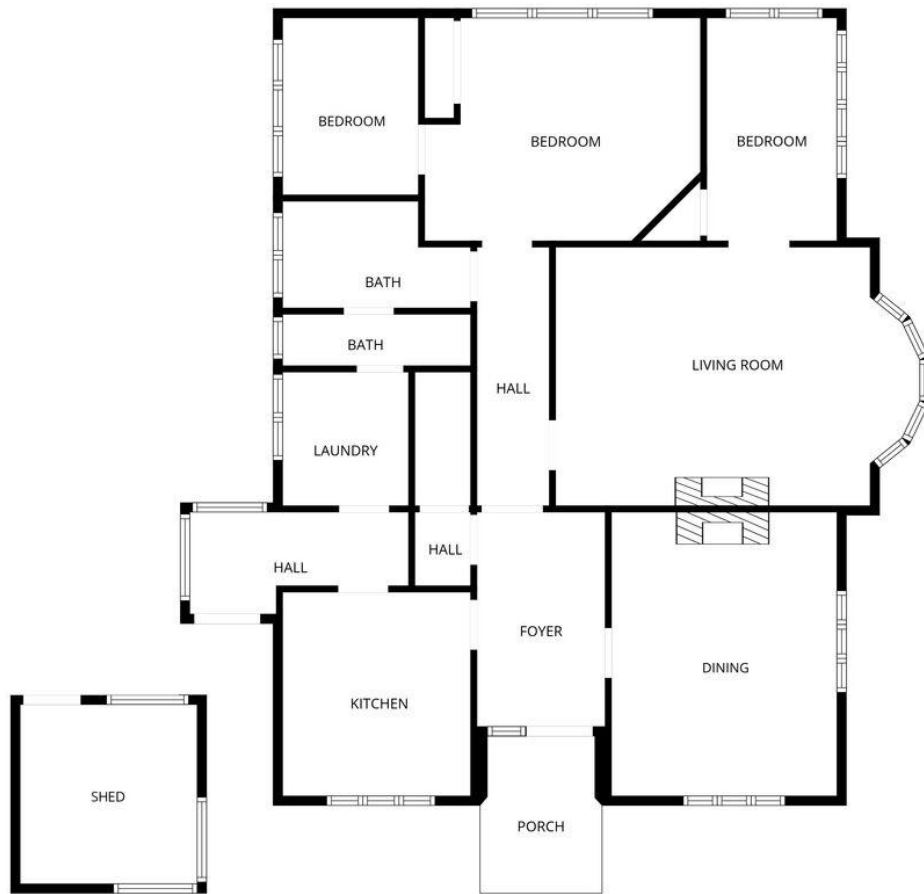 BEDROOM
BEDROOM
BEDROOM
BATH
BATH
LIVING ROOM
HALL
LAUNDRY
HALL
HALL
FOYER
DINING
KITCHEN
SHED
PORCH